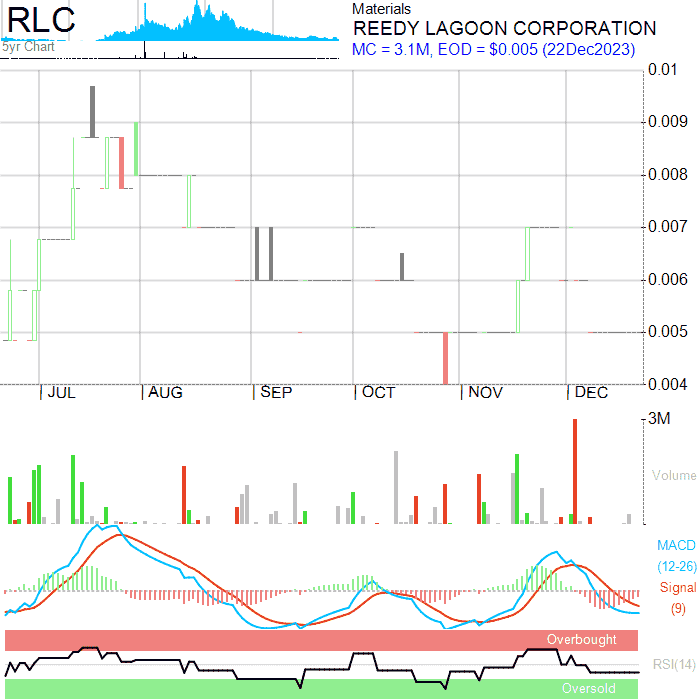 RLC
5yr Chart
Materials
REEDY LAGOON CORPORATION
MC = 3.1M, EOD = $0.005 (22Dec2023)
0.01
0.009
0.008
0.007
0.006
0.005
0.004
JUL
AUG
SEP
OCT
NOV
DEC
3M
Volume
MACD
(12-26)
Signal
(9)
Overbought
RSI(14)
Oversold